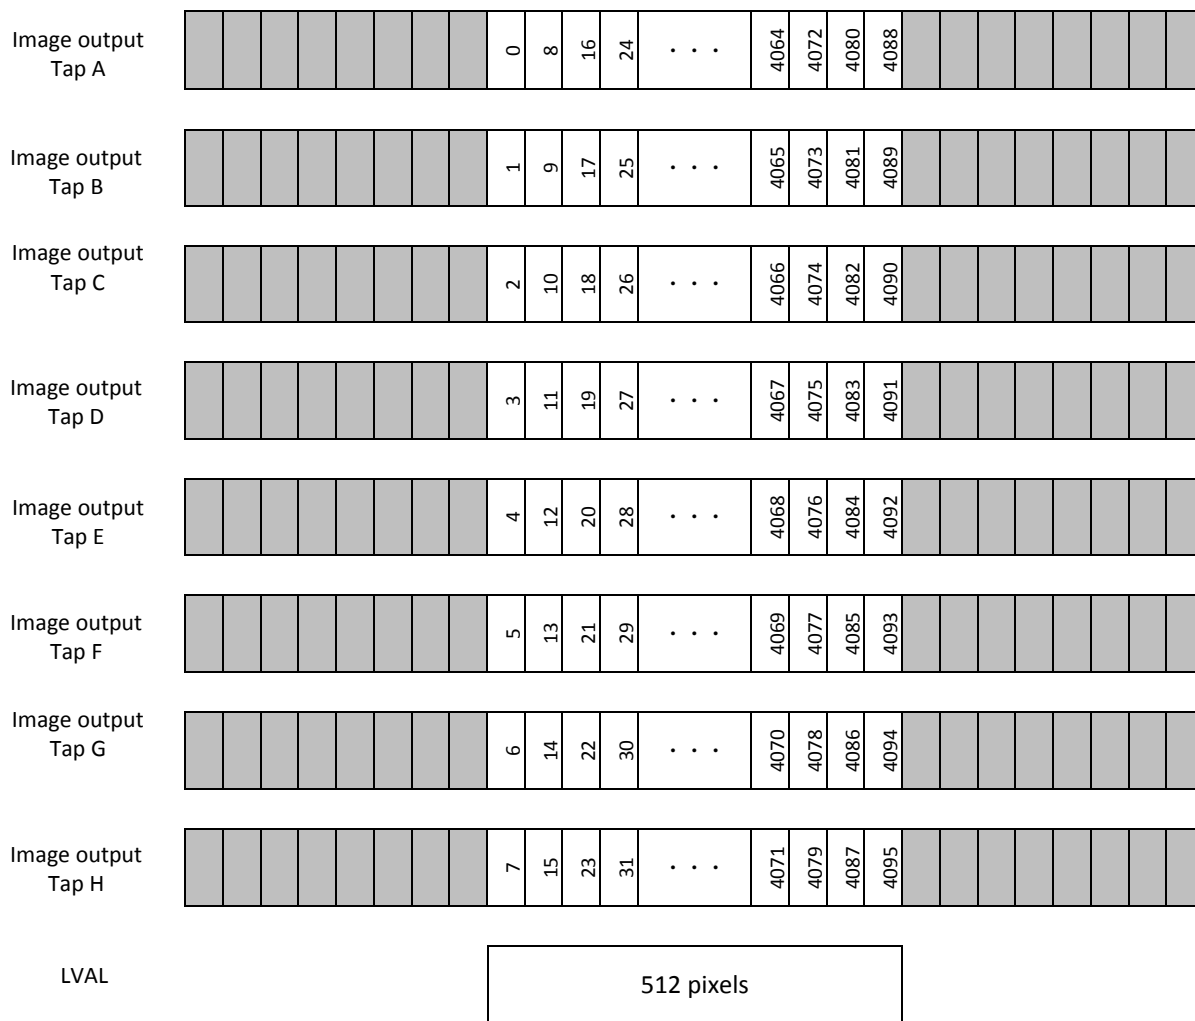 Image output
Tap A
0 8 16 24 · · · 4064 4072 4080 4088
Image output
Tap B
1 9 17 25 · · · 4065 4073 4081 4089
Image output
Tap C
2 10 18 26 · · · 4066 4074 4082 4090
Image output
Tap D
3 11 19 27 · · · 4067 4075 4083 4091
Image output
Tap E
4 12 20 28 · · · 4068 4076 4084 4092
Image output
Tap F
5 13 21 29 · · · 4069 4077 4085 4093
Image output
Tap G
6 14 22 30 · · · 4070 4078 4086 4094
Image output
Tap H
7 15 23 31 · · · 4071 4079 4087 4095
LVAL
512 pixels